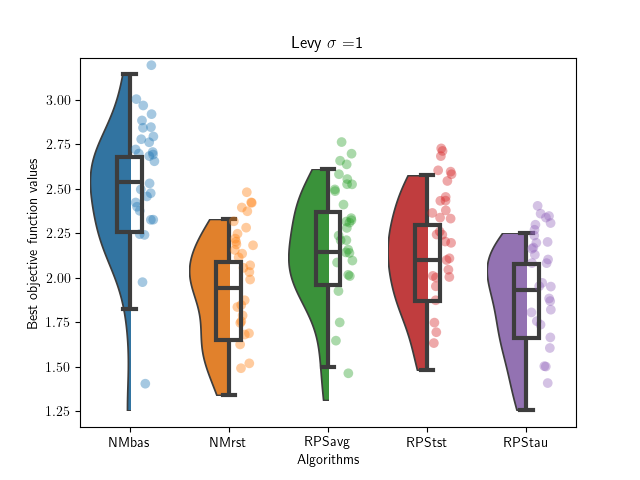 Levy σ =1
3.00
2.75
2.50
2.25
2.00
1.75
1.50
1.25
Best objective function values
NMbas NMrst RPSavg RPStst RPStau
Algorithms